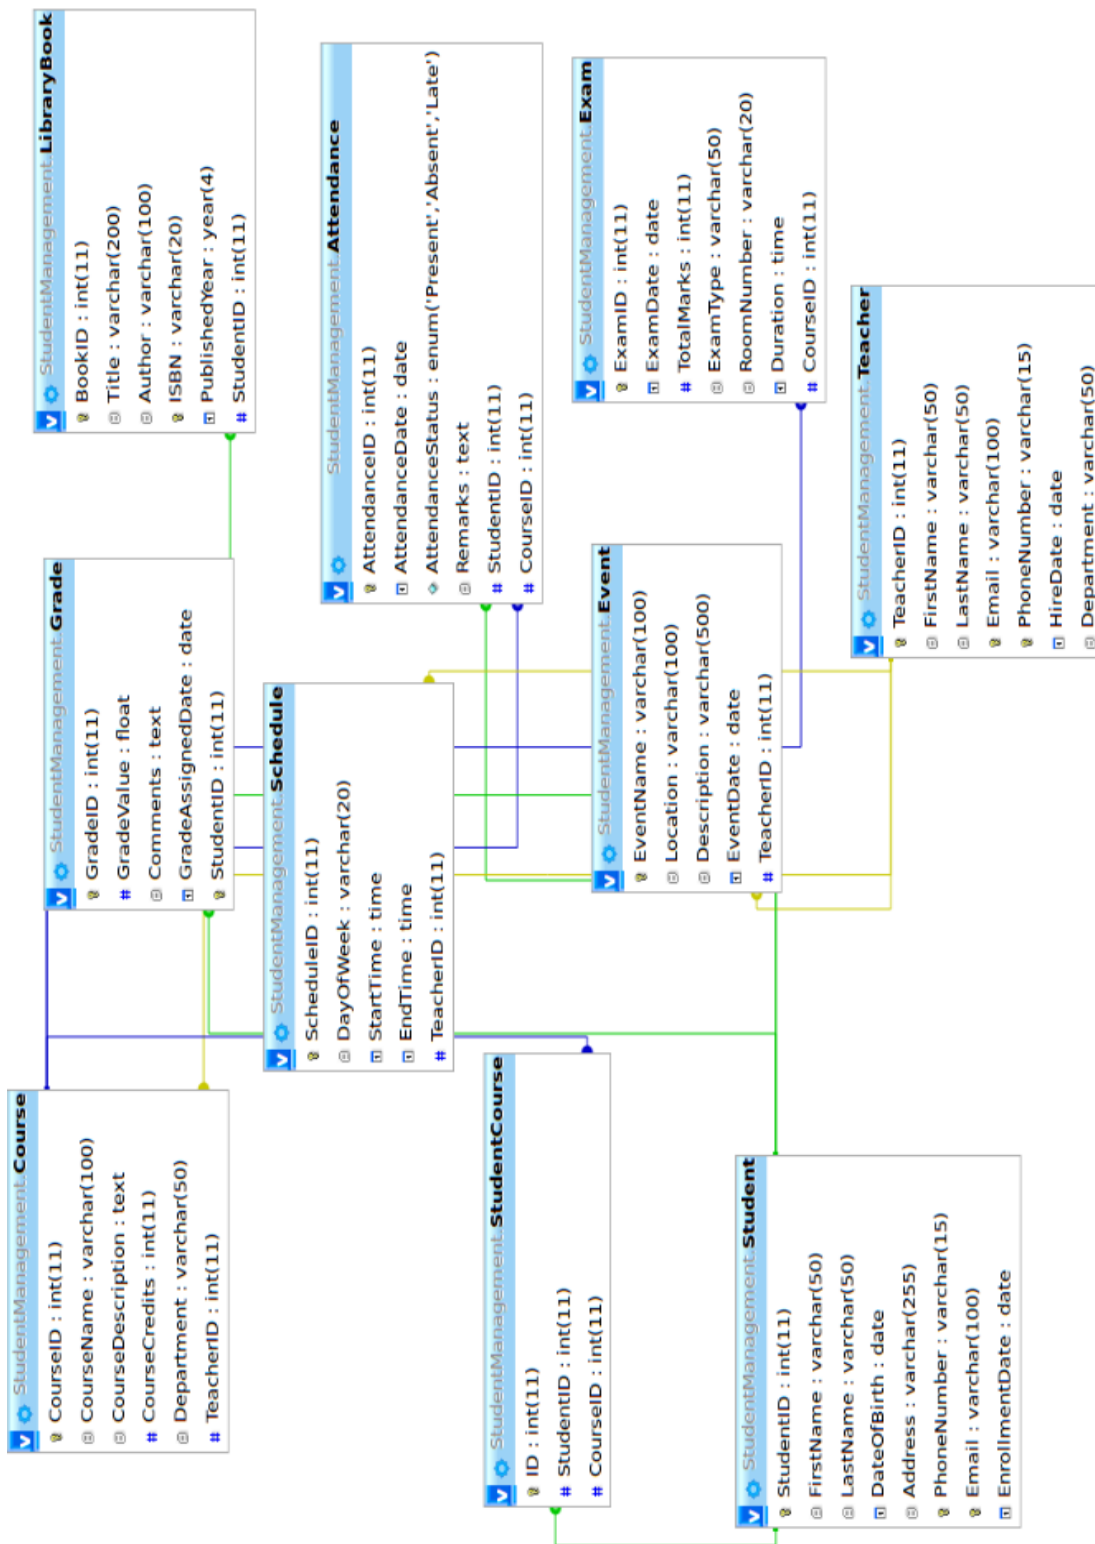 StudentManagement.Course
CourseID : int(11)
CourseName : varchar(100)
CourseDescription : text
# CourseCredits : int(11)
Department : varchar(50)
# TeacherID : int(11)
StudentManagement.Grade
GradeID : int(11)
# GradeValue : float
Comments : text
GradeAssignedDate : date
StudentID : int(11)
StudentManagement.LibraryBook
BookID : int(11)
Title : varchar(200)
Author : varchar(100)
ISBN : varchar(20)
PublishedYear : year(4)
# StudentID : int(11)
StudentManagement.Schedule
ScheduleID : int(11)
DayOfWeek : varchar(20)
StartTime : time
EndTime : time
# TeacherID : int(11)
StudentManagement.Attendance
AttendanceID : int(11)
AttendanceDate : date
AttendanceStatus : enum('Present','Absent','Late')
Remarks : text
# StudentID : int(11)
# CourseID : int(11)
StudentManagement.StudentCourse
ID : int(11)
# StudentID : int(11)
# CourseID : int(11)
StudentManagement.Event
EventName : varchar(100)
Location : varchar(100)
Description : varchar(500)
EventDate : date
# TeacherID : int(11)
StudentManagement.Exam
ExamID : int(11)
ExamDate : date
# TotalMarks : int(11)
ExamType : varchar(50)
RoomNumber : varchar(20)
Duration : time
# CourseID : int(11)
StudentManagement.Student
StudentID : int(11)
FirstName : varchar(50)
LastName : varchar(50)
DateOfBirth : date
Address : varchar(255)
PhoneNumber : varchar(15)
Email : varchar(100)
EnrollmentDate : date
StudentManagement.Teacher
TeacherID : int(11)
FirstName : varchar(50)
LastName : varchar(50)
Email : varchar(100)
PhoneNumber : varchar(15)
HireDate : date
Department : varchar(50)